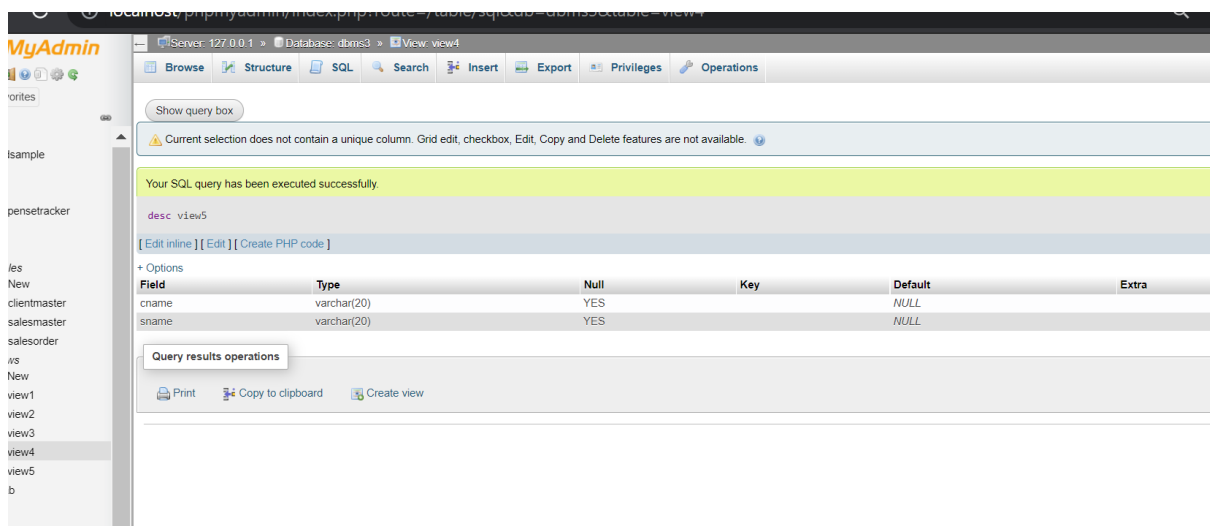 localhost/phpmyadmin/index.php?route=/table/sql&db=dbms3&table=view4
MyAdmin
Server: 127.0.0.1 » Database: dbms3 » View: view4
Browse Structure SQL Search Insert Export Privileges Operations
orites
Show query box
Current selection does not contain a unique column. Grid edit, checkbox, Edit, Copy and Delete features are not available.
lsample
Your SQL query has been executed successfully.
pensetracker
desc view5
[ Edit inline ] [ Edit ] [ Create PHP code ]
les
+ Options
New
Field Type Null Key Default Extra
clientmaster
cname varchar(20) YES NULL
salesmaster
sname varchar(20) YES NULL
salesorder
ws
Query results operations
New
view1
Print Copy to clipboard Create view
view2
view3
view4
view5
b